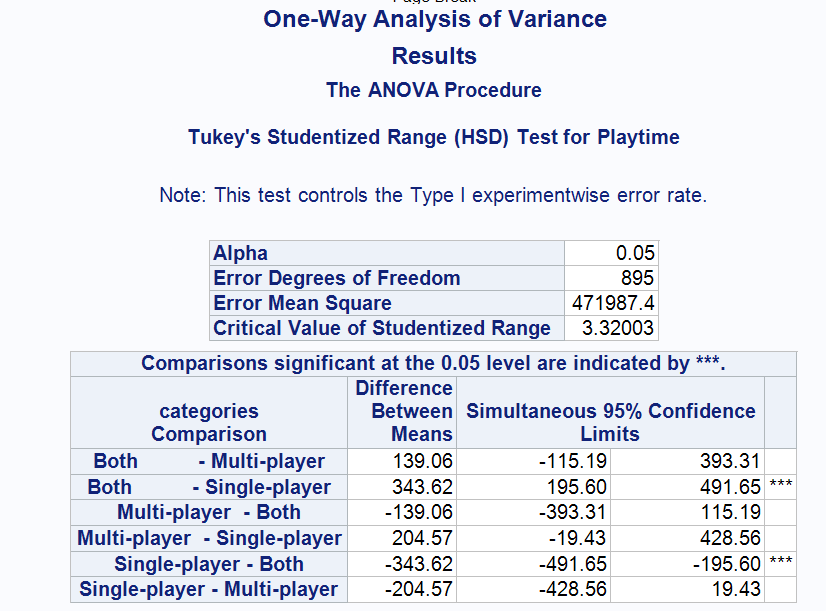 One-Way Analysis of Variance
Results
The ANOVA Procedure
Tukey's Studentized Range (HSD) Test for Playtime
Note: This test controls the Type I experimentwise error rate.
Alpha 0.05
Error Degrees of Freedom 895
Error Mean Square 471987.4
Critical Value of Studentized Range 3.32003
Comparisons significant at the 0.05 level are indicated by ***.
categories
Comparison
Difference
Between
Means
Simultaneous 95% Confidence
Limits
Both - Multi-player 139.06 -115.19 393.31
Both - Single-player 343.62 195.60 491.65 ***
Multi-player - Both -139.06 -393.31 115.19
Multi-player - Single-player 204.57 -19.43 428.56
Single-player - Both -343.62 -491.65 -195.60 ***
Single-player - Multi-player -204.57 -428.56 19.43